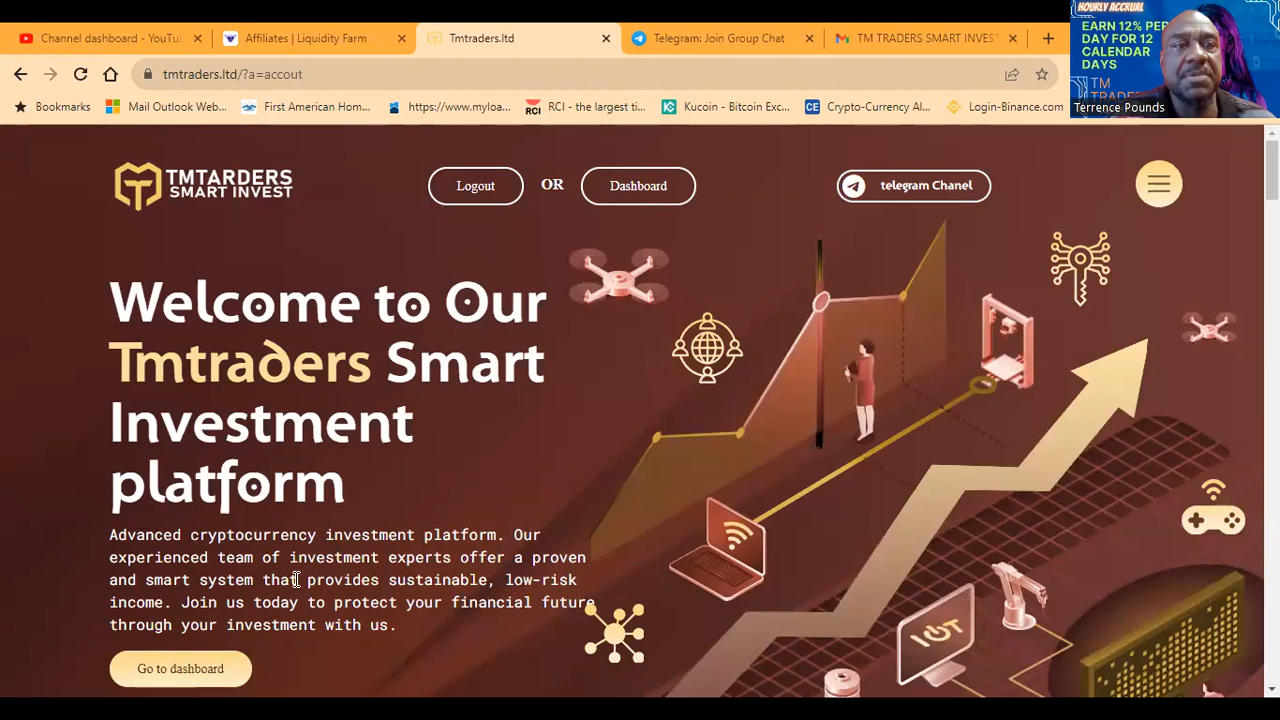 Channel dashboard - YouTu
Affiliates | Liquidity Farm
Tmtraders.ltd
Telegram: Join Group Chat
TM TRADERS SMART INVEST
tmtraders.ltd/?a=accout
Bookmarks
Mail Outlook Web...
First American Hom...
https://www.myloa...
RCI - the largest ti...
Kucoin - Bitcoin Exc...
Crypto-Currency Al...
Login-Binance.com
HOURLY ACCRUAL
EARN 12% PER
DAY FOR 12
CALENDAR
DAYS
TM
Terrence Pounds
TMTARDERS
SMART INVEST
Logout
OR
Dashboard
telegram Chanel
Welcome to Our
Tmtraders Smart
Investment
platform
Advanced cryptocurrency investment platform. Our
experienced team of investment experts offer a proven
and smart system that provides sustainable, low-risk
income. Join us today to protect your financial future
through your investment with us.
Go to dashboard
IOT